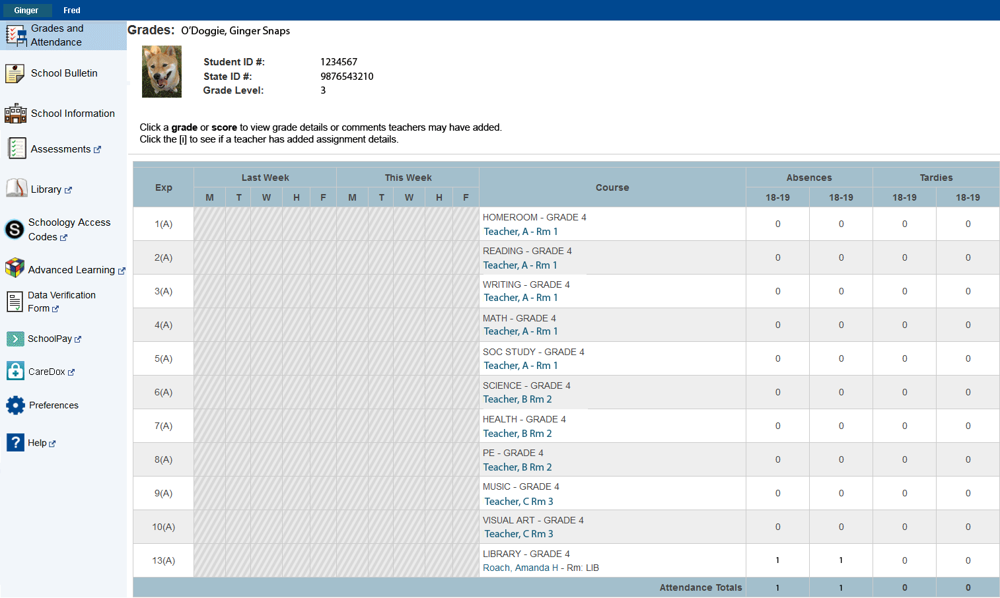 Ginger Fred
Grades and
Attendance
School Bulletin
School Information
Assessments
Library
Schoology Access
Codes
Advanced Learning
Data Verification
Form
SchoolPay
CareDox
Preferences
Help
Grades: O'Doggie, Ginger Snaps
Student ID #: 1234567
State ID #: 9876543210
Grade Level: 3
Click a grade or score to view grade details or comments teachers may have added.
Click the [i] to see if a teacher has added assignment details.
Exp Last Week This Week Course Absences Tardies
M T W H F M T W H F 18-19 18-19 18-19 18-19
1(A) HOMEROOM - GRADE 4 0 0 0 0
Teacher, A - Rm 1
2(A) READING - GRADE 4 0 0 0 0
Teacher, A - Rm 1
3(A) WRITING - GRADE 4 0 0 0 0
Teacher, A - Rm 1
4(A) MATH - GRADE 4 0 0 0 0
Teacher, A - Rm 1
5(A) SOC STUDY - GRADE 4 0 0 0 0
Teacher, A - Rm 1
6(A) SCIENCE - GRADE 4 0 0 0 0
Teacher, B Rm 2
7(A) HEALTH - GRADE 4 0 0 0 0
Teacher, B Rm 2
8(A) PE - GRADE 4 0 0 0 0
Teacher, B Rm 2
9(A) MUSIC - GRADE 4 0 0 0 0
Teacher, C Rm 3
10(A) VISUAL ART - GRADE 4 0 0 0 0
Teacher, C Rm 3
13(A) LIBRARY - GRADE 4 1 1 0 0
Roach, Amanda H - Rm: LIB
Attendance Totals 1 1 0 0